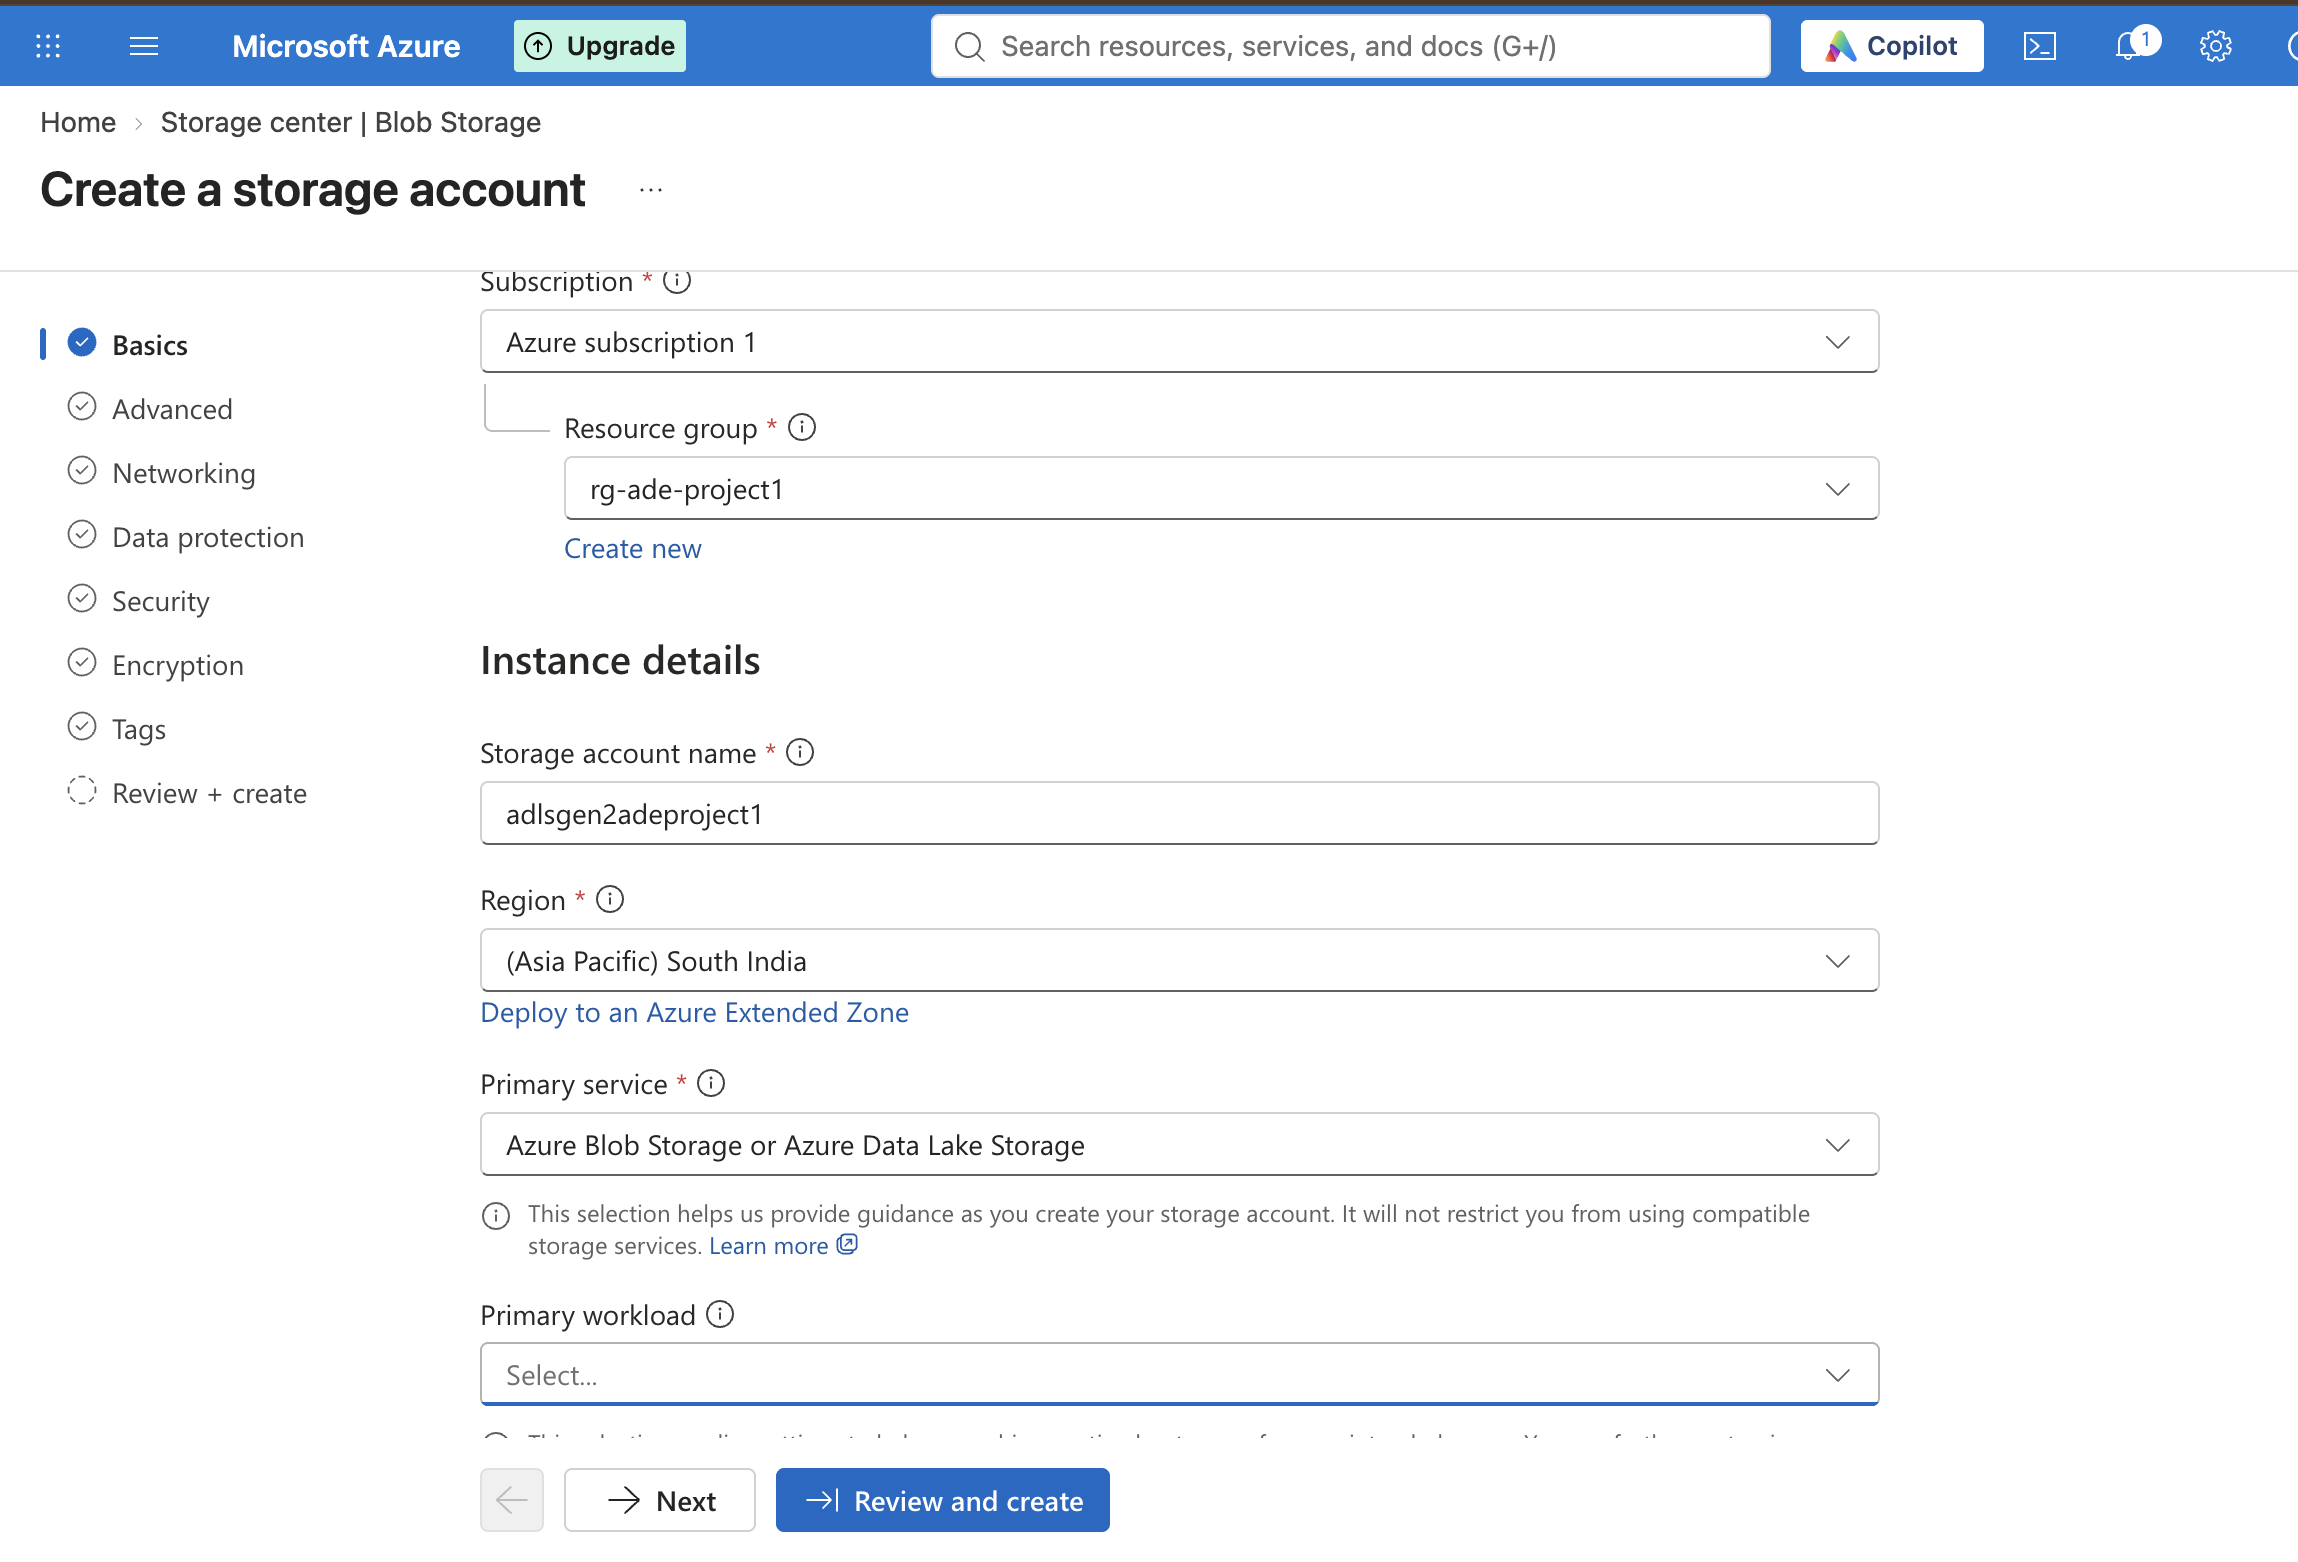 Microsoft Azure
Upgrade
Search resources, services, and docs (G+/)
Copilot
1
Home
Storage center | Blob Storage
Create a storage account
...
Basics
Advanced
Networking
Data protection
Security
Encryption
Tags
Review + create
Subscription *
Azure subscription 1
Resource group *
rg-ade-project1
Create new
Instance details
Storage account name *
adlsgen2adeproject1
Region *
(Asia Pacific) South India
Deploy to an Azure Extended Zone
Primary service *
Azure Blob Storage or Azure Data Lake Storage
This selection helps us provide guidance as you create your storage account. It will not restrict you from using compatible
storage services. Learn more
Primary workload
Select...
Next
Review and create